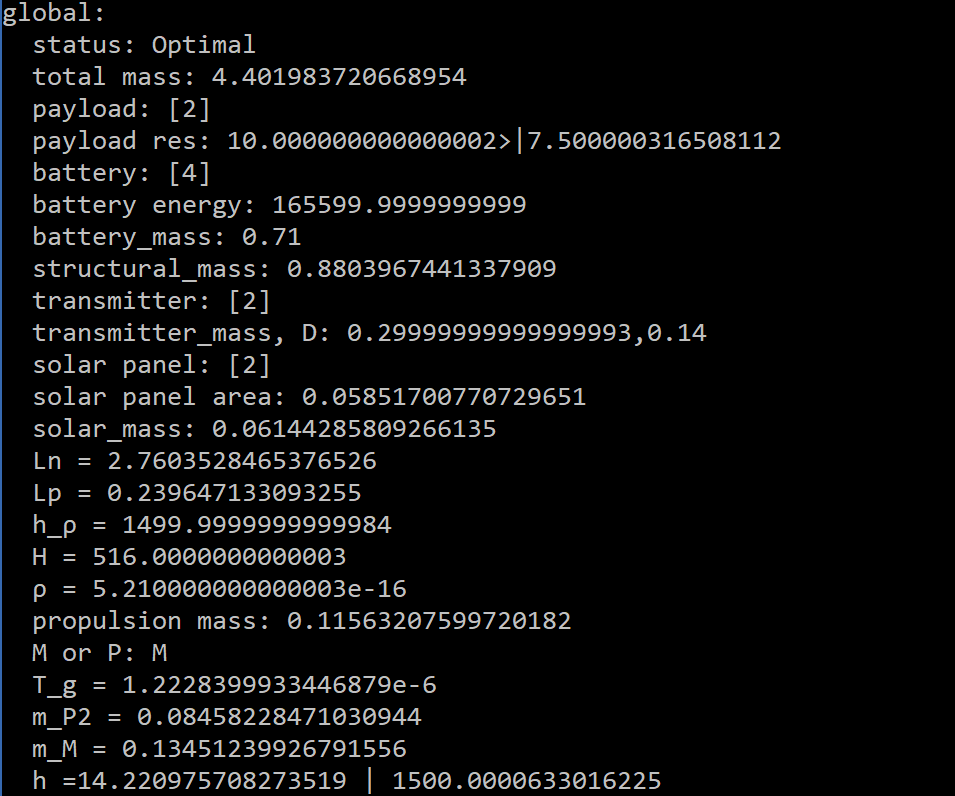 global:
status: Optimal
total mass: 4.401983720668954
payload: [2]
payload res: 10.000000000000002>|7.500000316508112
battery: [4]
battery energy: 165599.9999999999
battery_mass: 0.71
structural_mass: 0.8803967441337909
transmitter: [2]
transmitter_mass, D: 0.29999999999999993,0.14
solar panel: [2]
solar panel area: 0.05851700770729651
solar_mass: 0.06144285809266135
Ln = 2.7603528465376526
Lp = 0.239647133093255
h_ρ = 1499.9999999999984
H = 516.0000000000003
ρ = 5.210000000000003e-16
propulsion mass: 0.11563207599720182
M or P: M
T_g = 1.2228399933446879e-6
m_P2 = 0.08458228471030944
m_M = 0.13451239926791556
h =14.220975708273519 | 1500.0000633016225